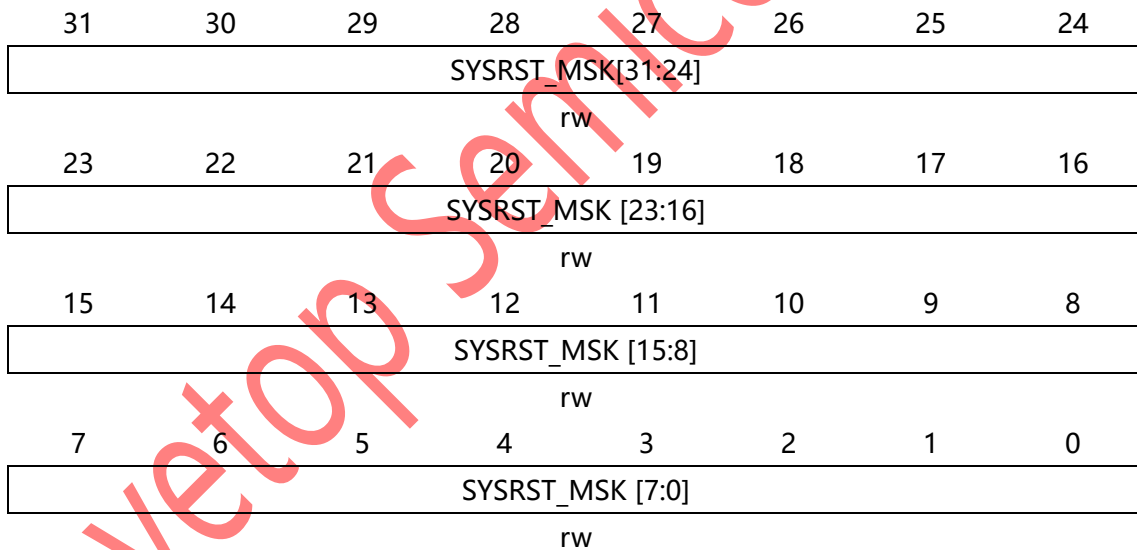 31 30 29 28 27 26 25 24
SYSRST_MSK[31:24]
rw
23 22 21 20 19 18 17 16
SYSRST_MSK [23:16]
rw
15 14 13 12 11 10 9 8
SYSRST_MSK [15:8]
rw
7 6 5 4 3 2 1 0
SYSRST_MSK [7:0]
rw
vetop Semic